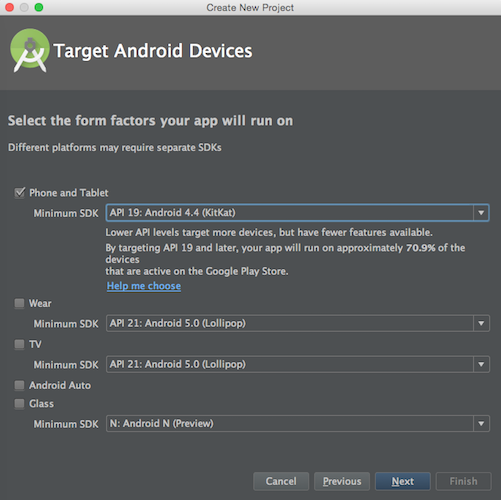 Create New Project
Target Android Devices
Select the form factors your app will run on
Different platforms may require separate SDKs
Phone and Tablet
Minimum SDK API 19: Android 4.4 (KitKat)
Lower API levels target more devices, but have fewer features available.
By targeting API 19 and later, your app will run on approximately 70.9% of the
devices
that are active on the Google Play Store.
Help me choose
Wear
Minimum SDK API 21: Android 5.0 (Lollipop)
TV
Minimum SDK API 21: Android 5.0 (Lollipop)
Android Auto
Glass
Minimum SDK N: Android N (Preview)
Cancel Previous Next Finish